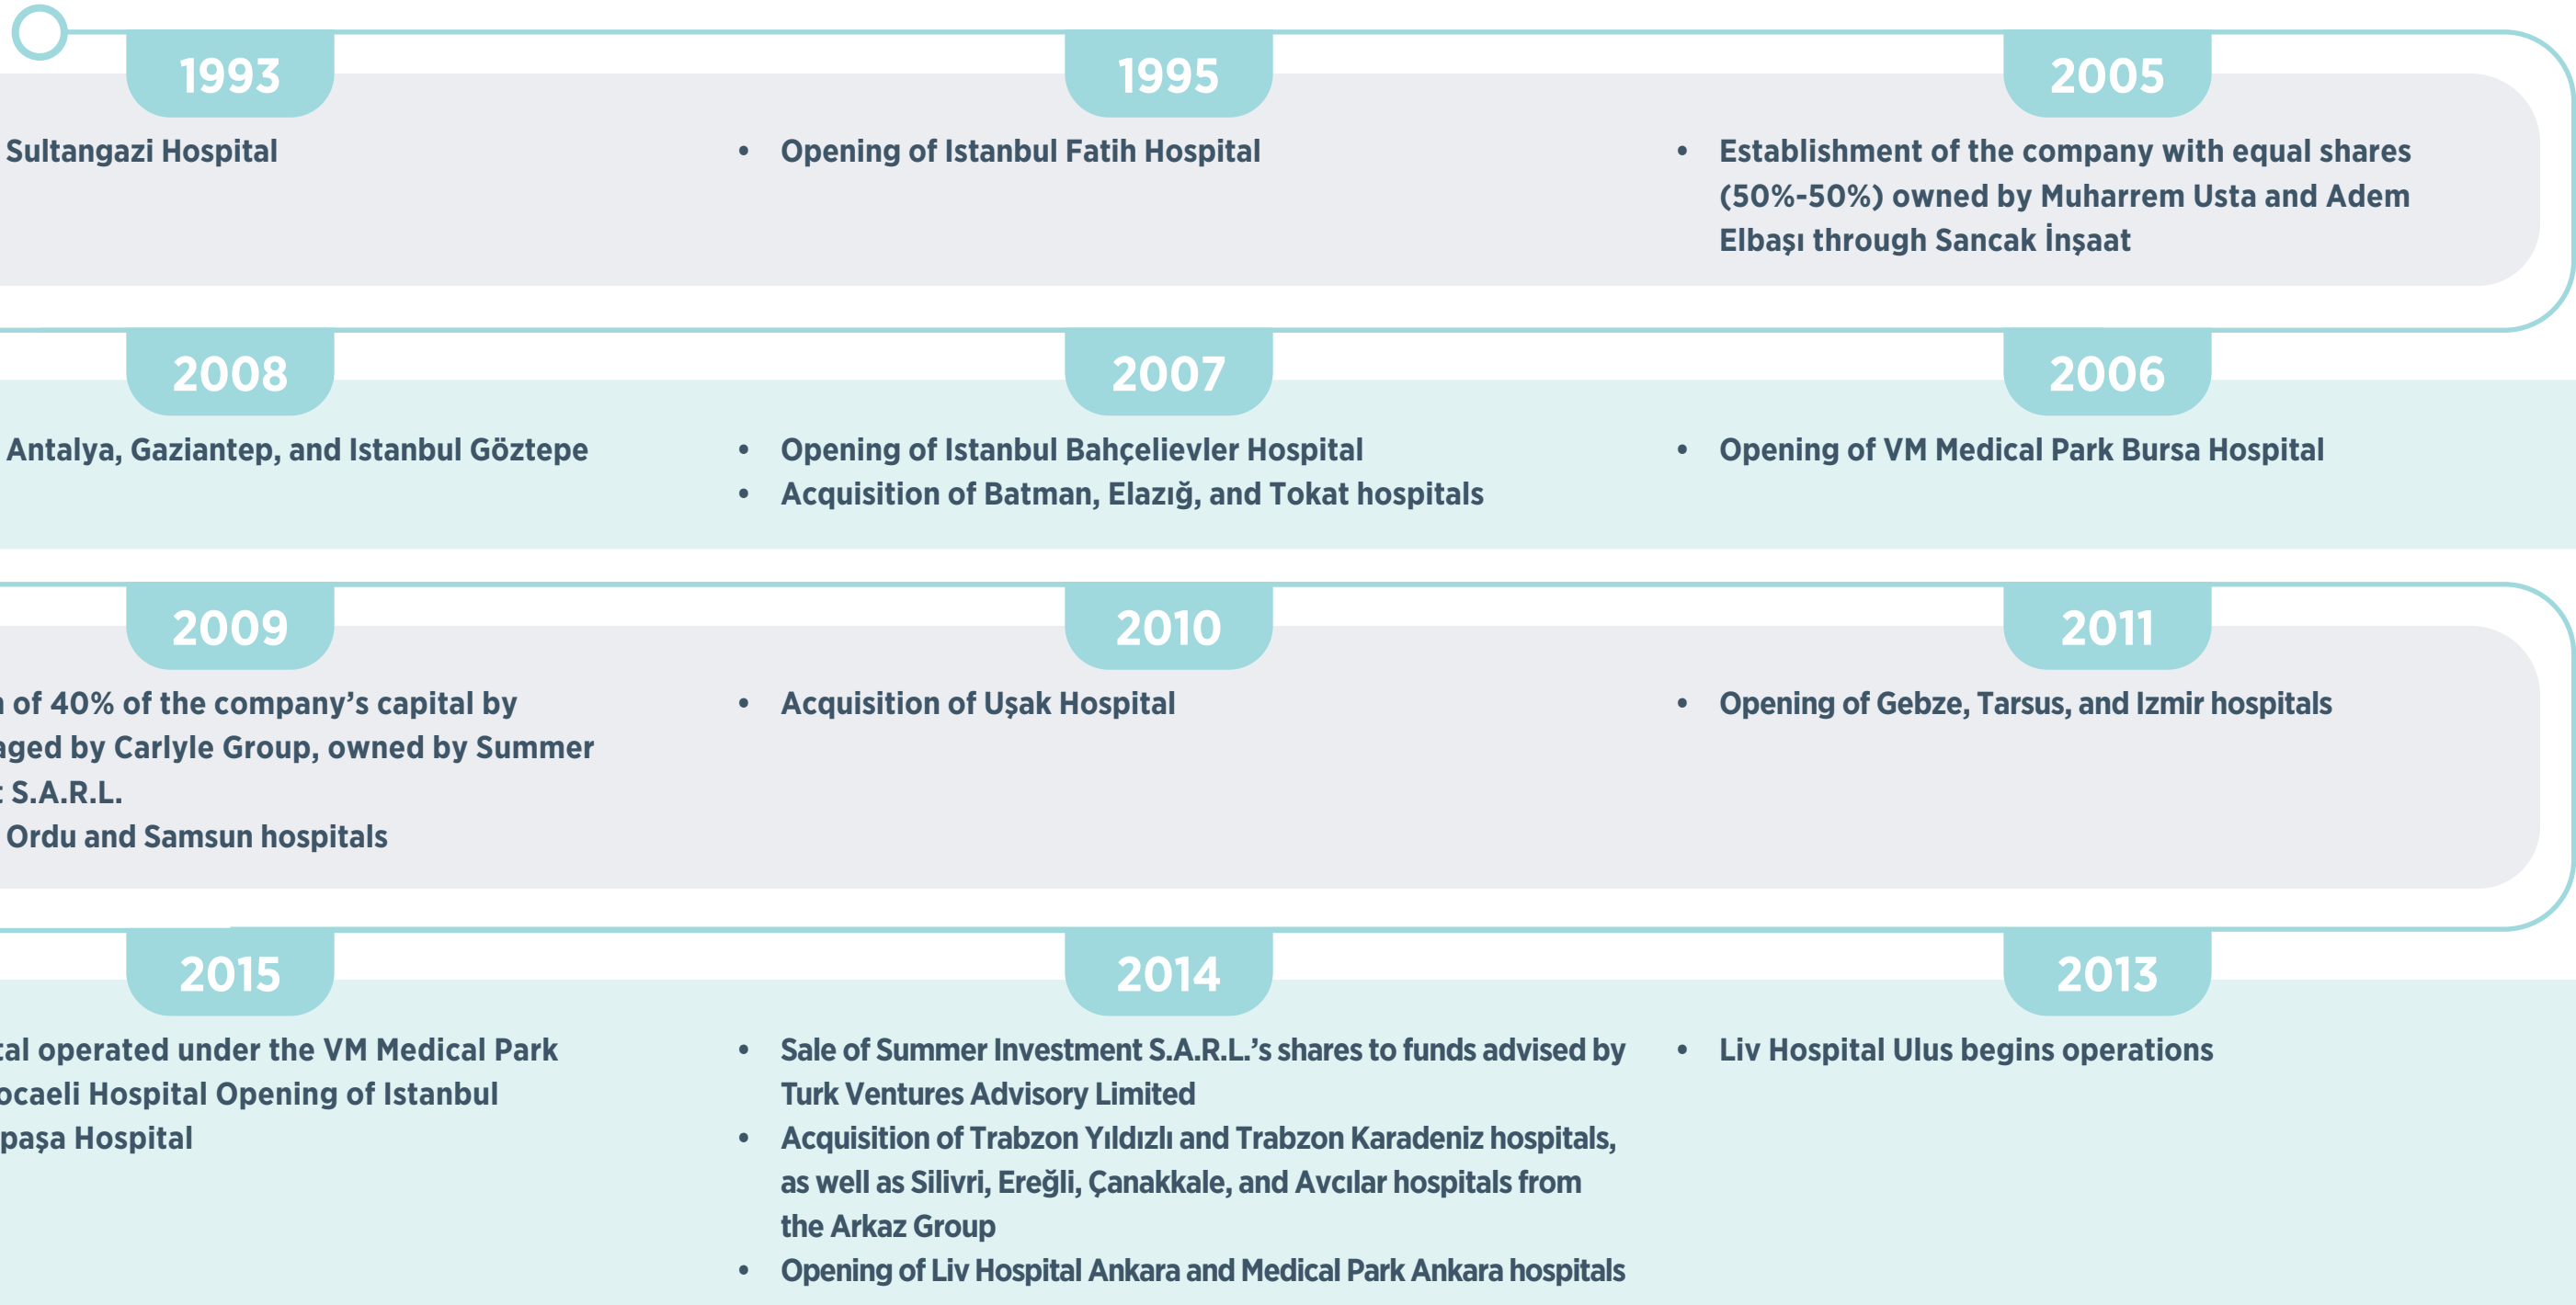 1993
Sultangazi Hospital
1995
• Opening of Istanbul Fatih Hospital
2005
• Establishment of the company with equal shares
(50%-50%) owned by Muharrem Usta and Adem
Elbaşı through Sancak İnşaat
2008
Antalya, Gaziantep, and Istanbul Göztepe
2007
• Opening of Istanbul Bahçelievler Hospital
• Acquisition of Batman, Elazığ, and Tokat hospitals
2006
• Opening of VM Medical Park Bursa Hospital
2009
of 40% of the company’s capital by
aged by Carlyle Group, owned by Summer
S.A.R.L.
Ordu and Samsun hospitals
2010
• Acquisition of Uşak Hospital
2011
• Opening of Gebze, Tarsus, and Izmir hospitals
2015
tal operated under the VM Medical Park
ocaeli Hospital Opening of Istanbul
paşa Hospital
2014
• Sale of Summer Investment S.A.R.L.’s shares to funds advised by
Turk Ventures Advisory Limited
• Acquisition of Trabzon Yıldızlı and Trabzon Karadeniz hospitals,
as well as Silivri, Ereğli, Çanakkale, and Avcılar hospitals from
the Arkaz Group
• Opening of Liv Hospital Ankara and Medical Park Ankara hospitals
2013
• Liv Hospital Ulus begins operations